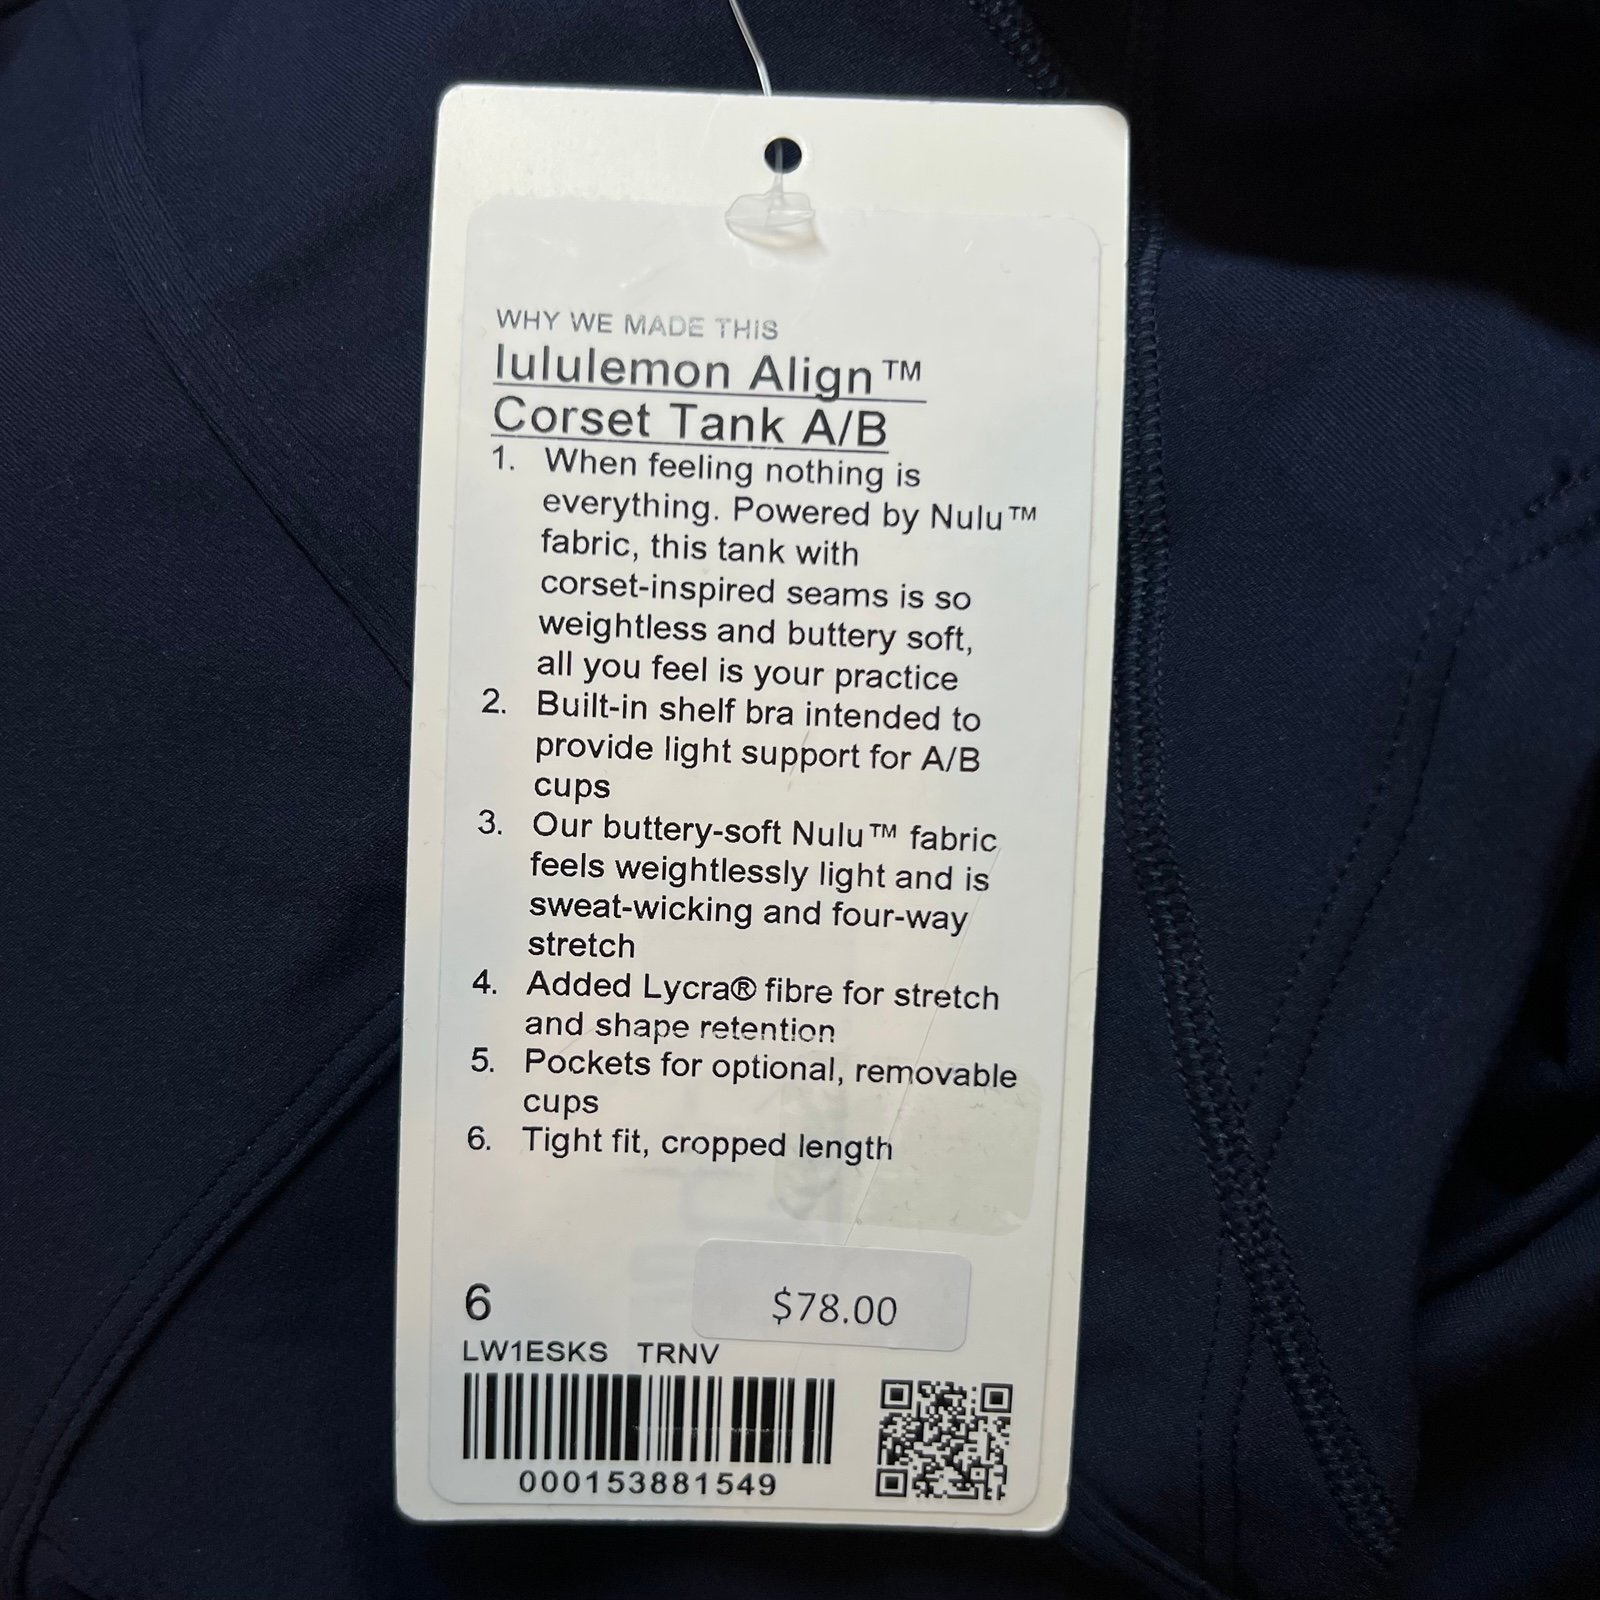 WHY WE MADE THIS
lululemon Align™
Corset Tank A/B
1. When feeling nothing is
everything. Powered by Nulu™
fabric, this tank with
corset-inspired seams is so
weightless and buttery soft,
all you feel is your practice
2. Built-in shelf bra intended to
provide light support for A/B
cups
3. Our buttery-soft Nulu™ fabric
feels weightlessly light and is
sweat-wicking and four-way
stretch
4. Added Lycra® fibre for stretch
and shape retention
5. Pockets for optional, removable
cups
6. Tight fit, cropped length
6
$78.00
LW1ESKS TRNV
000153881549